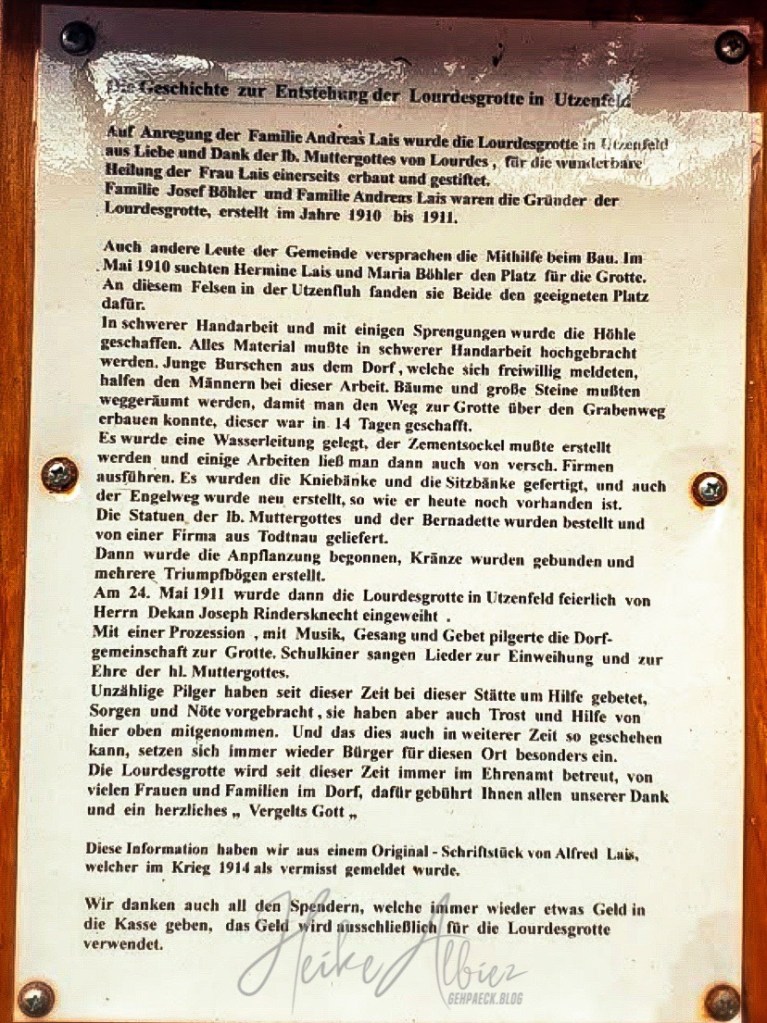 Die Geschichte zur Entstehung der Lourdesgrotte in Utzenfeld
Auf Anregung der Familie Andreas Lais wurde die Lourdesgrotte in Utzenfeld
aus Liebe und Dank der lb. Muttergottes von Lourdes , für die wunderbare
Heilung der Frau Lais einerseits erbaut und gestiftet.
Familie Josef Böhler und Familie Andreas Lais waren die Gründer der
Lourdesgrotte, erstellt im Jahre 1910 bis 1911.
Auch andere Leute der Gemeinde versprachen die Mithilfe beim Bau. Im
Mai 1910 suchten Hermine Lais und Maria Böhler den Platz für die Grotte.
An diesem Felsen in der Utzenfluh fanden sie Beide den geeigneten Platz
dafür.
In schwerer Handarbeit und mit einigen Sprengungen wurde die Höhle
geschaffen. Alles Material mußte in schwerer Handarbeit hochgebracht
werden. Junge Burschen aus dem Dorf , welche sich freiwillig meldeten,
halfen den Männern bei dieser Arbeit. Bäume und große Steine mußten
weggeräumt werden, damit man den Weg zur Grotte über den Grabenweg
erbauen konnte, dieser war in 14 Tagen geschafft.
Es wurde eine Wasserleitung gelegt, der Zementsockel mußte erstellt
werden und einige Arbeiten ließ man dann auch von versch. Firmen
ausführen. Es wurden die Kniebänke und die Sitzbänke gefertigt, und auch
der Engelweg wurde neu erstellt, so wie er heute noch vorhanden ist.
Die Statuen der lb. Muttergottes und der Bernadette wurden bestellt und
von einer Firma aus Todtnau geliefert.
Dann wurde die Anpflanzung begonnen, Kränze wurden gebunden und
mehrere Triumpfbögen erstellt.
Am 24. Mai 1911 wurde dann die Lourdesgrotte in Utzenfeld feierlich von
Herrn Dekan Joseph Rindersknecht eingeweiht .
Mit einer Prozession , mit Musik, Gesang und Gebet pilgerte die Dorf-
gemeinschaft zur Grotte. Schulkiner sangen Lieder zur Einweihung und zur
Ehre der hl. Muttergottes.
Unzählige Pilger haben seit dieser Zeit bei dieser Stätte um Hilfe gebetet,
Sorgen und Nöte vorgebracht , sie haben aber auch Trost und Hilfe von
hier oben mitgenommen. Und das dies auch in weiterer Zeit so geschehen
kann, setzen sich immer wieder Bürger für diesen Ort besonders ein.
Die Lourdesgrotte wird seit dieser Zeit immer im Ehrenamt betreut, von
vielen Frauen und Familien im Dorf, dafür gebührt Ihnen allen unserer Dank
und ein herzliches „ Vergelts Gott „
Diese Information haben wir aus einem Original - Schriftstück von Alfred Lais,
welcher im Krieg 1914 als vermisst gemeldet wurde.
Wir danken auch all den Spendern, welche immer wieder etwas Geld in
die Kasse geben, das Geld wird ausschließlich für die Lourdesgrotte
verwendet.
Heike Albiez
GEHPAECK.BLOG